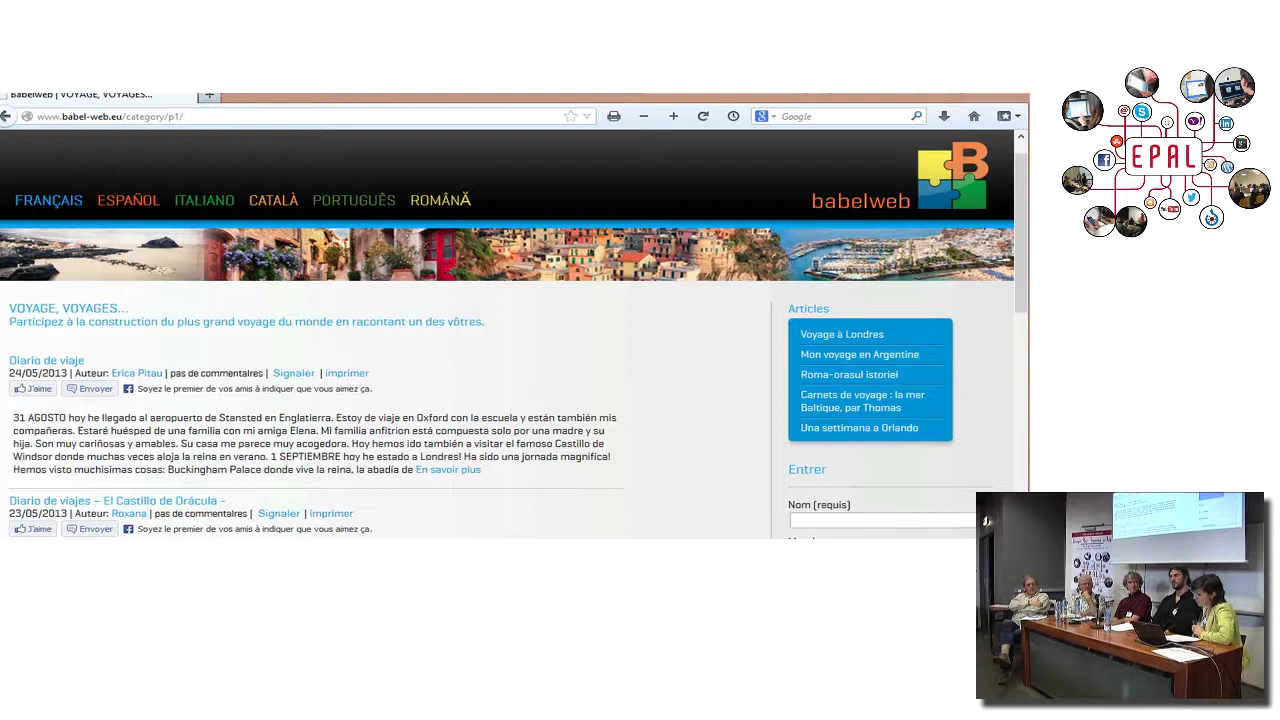 Babelweb | VOYAGE, VOYAGES...
www.babel-web.eu/category/p1/
Google
FRANÇAIS ESPAÑOL ITALIANO CATALÀ PORTUGUÊS ROMÂNĂ
babelweb
B
EPAL
VOYAGE, VOYAGES...
Participez à la construction du plus grand voyage du monde en racontant un des vôtres.
Diario de viaje
24/05/2013 | Auteur: Erica Pitau | pas de commentaires | Signaler | imprimer
J'aime Envoyer Soyez le premier de vos amis à indiquer que vous aimez ça.
31 AGOSTO hoy he llegado al aeropuerto de Stansted en Englatierra. Estoy de viaje en Oxford con la escuela y están también mis
compañeras. Estaré huésped de una familia con mi amiga Elena. Mi familia anfitrion está compuesta solo por una madre y su
hija. Son muy cariñosas y amables. Su casa me parece muy acogedora. Hoy hemos ido también a visitar el famoso Castillo de
Windsor donde muchas veces aloja la reina en verano. 1 SEPTIEMBRE hoy he estado a Londres! Ha sido una jornada magnifica!
Hemos visto muchísimas cosas: Buckingham Palace donde vive la reina, la abadía de En savoir plus
Diario de viajes – El Castillo de Drácula -
23/05/2013 | Auteur: Roxana | pas de commentaires | Signaler | imprimer
J'aime Envoyer Soyez le premier de vos amis à indiquer que vous aimez ça.
Articles
Voyage à Londres
Mon voyage en Argentine
Roma-orasul istoriei
Carnets de voyage : la mer
Baltique, par Thomas
Una settimana a Orlando
Entrer
Nom (requis)